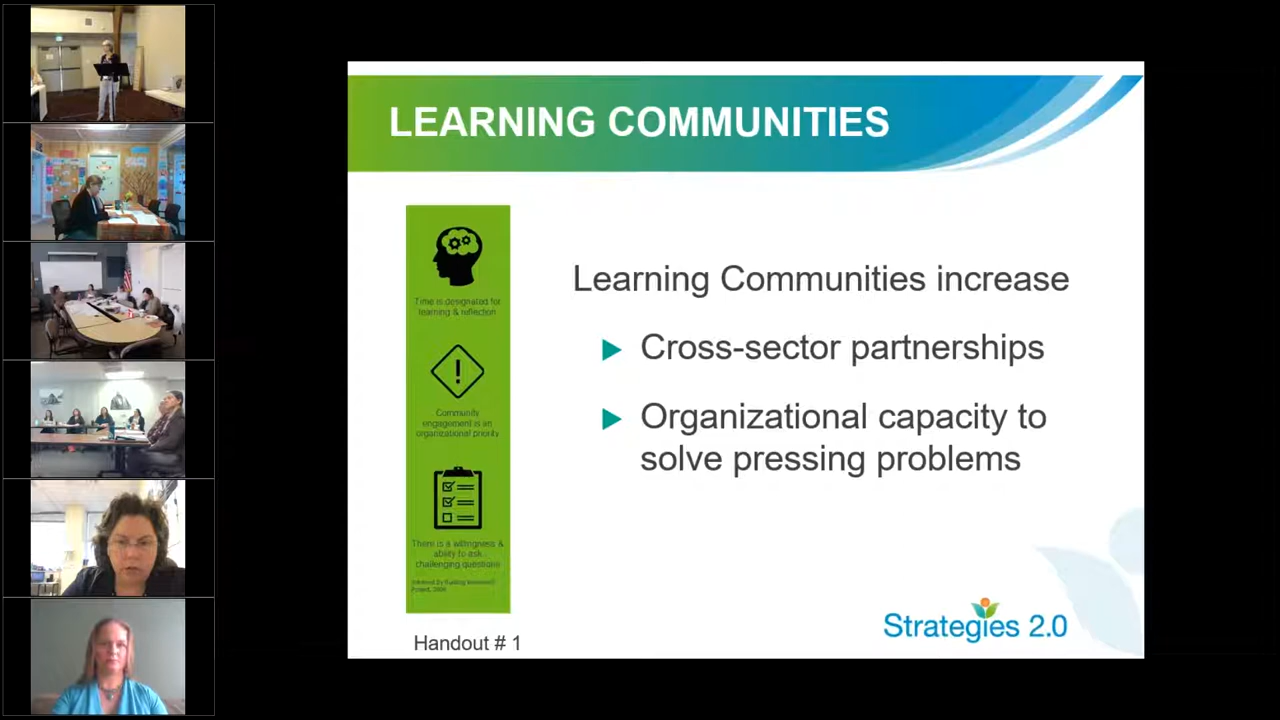 LEARNING COMMUNITIES
Time is designated for
learning & reflection
Community
engagement is an
organizational priority
There is a willingness &
ability to ask
challenging questions
Handout # 1
Learning Communities increase
Cross-sector partnerships
Organizational capacity to
solve pressing problems
Strategies 2.0